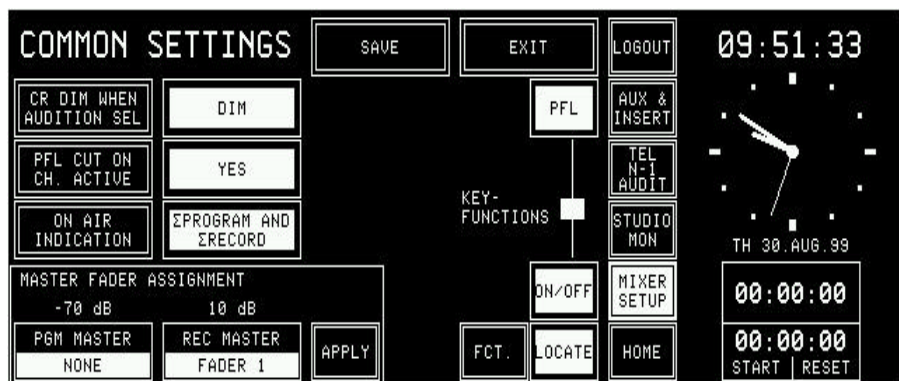 COMMON SETTINGS
SAVE
EXIT
LOGOUT
09:51:33
CR DIM WHEN
AUDITION SEL
DIM
PFL
AUX &
INSERT
PFL CUT ON
CH. ACTIVE
YES
TEL
N-1
AUDIT
KEY-
FUNCTIONS
ON AIR
INDICATION
ΣPROGRAM AND
ΣRECORD
STUDIO
MON
TH 30.AUG.99
MASTER FADER ASSIGNMENT
-70 dB
10 dB
ON/OFF
MIXER
SETUP
00:00:00
PGM MASTER
NONE
REC MASTER
FADER 1
APPLY
FCT.
LOCATE
HOME
00:00:00
START
RESET